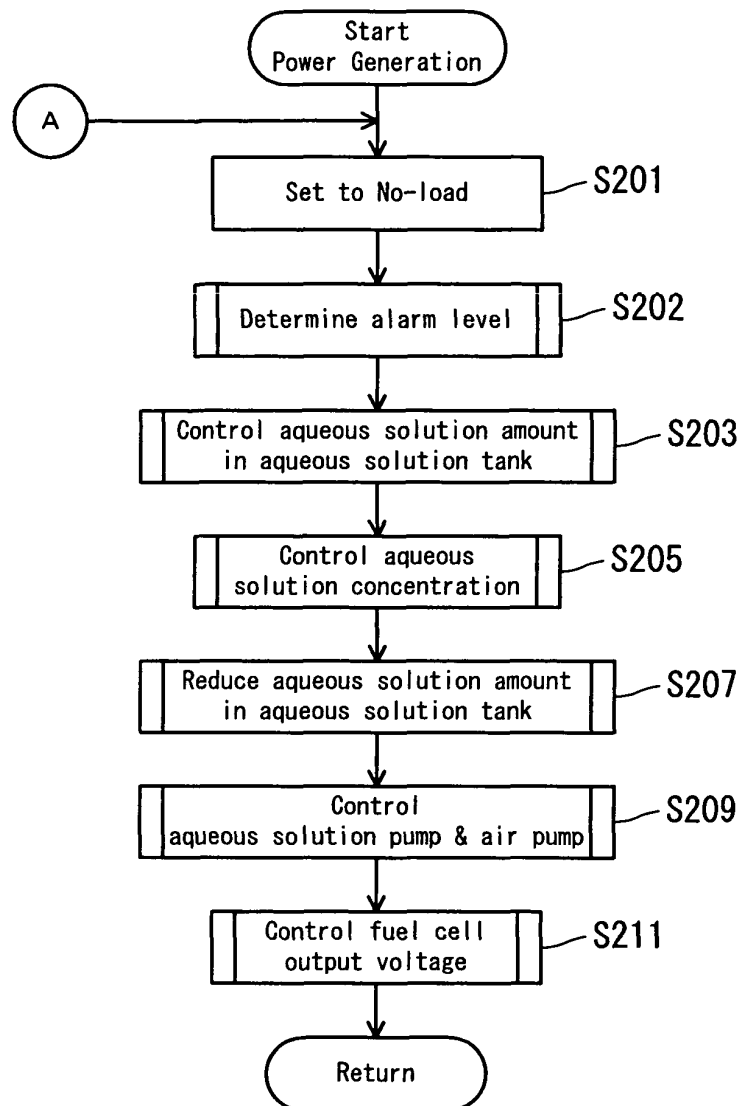 Start
Power Generation
A
Set to No-load
S201
Determine alarm level
S202
Control aqueous solution amount
in aqueous solution tank
S203
Control aqueous
solution concentration
S205
Reduce aqueous solution amount
in aqueous solution tank
S207
Control
aqueous solution pump & air pump
S209
Control fuel cell
output voltage
S211
Return